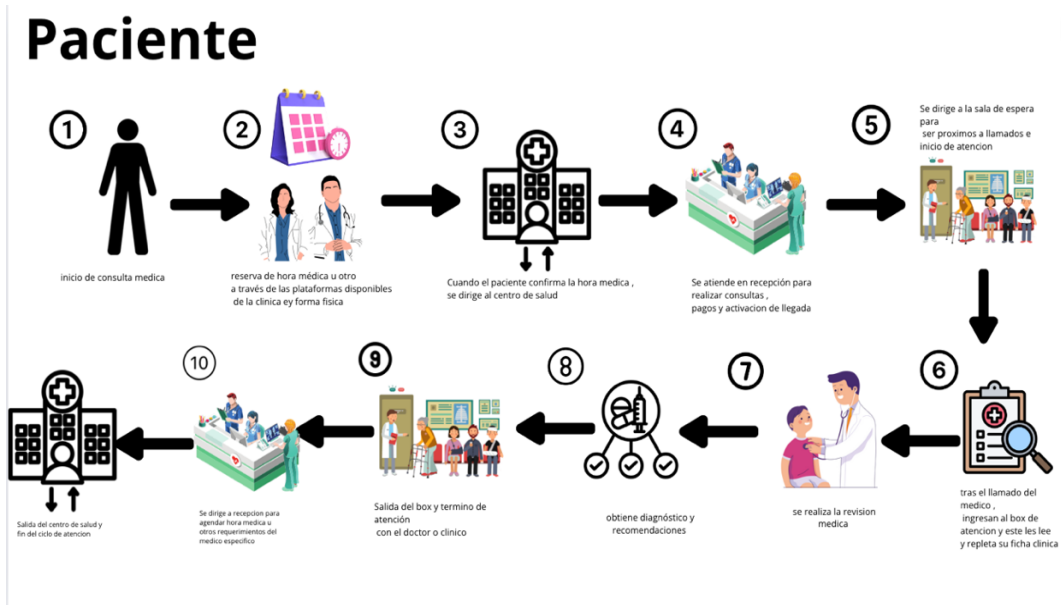 Paciente
1
inicio de consulta medica
2
reserva de hora médica u otro
a través de las plataformas disponibles
de la clinica ey forma fisica
3
Cuando el paciente confirma la hora medica ,
se dirige al centro de salud
4
Se atiende en recepción para
realizar consultas ,
pagos y activacion de llegada
5
Se dirige a la sala de espera
para
ser proximos a llamados e
inicio de atencion
6
tras el llamado del
medico ,
ingresan al box de
atencion y este les lee
y repleta su ficha clinica
7
se realiza la revision
medica
8
obtiene diagnóstico y
recomendaciones
9
Salida del box y termino de
atención
con el doctor o clinico
10
Se dirige a recepcion para
agendar hora medica u
otros requerimientos del
medico especifico
Salida del centro de salud y
fin del ciclo de atencion